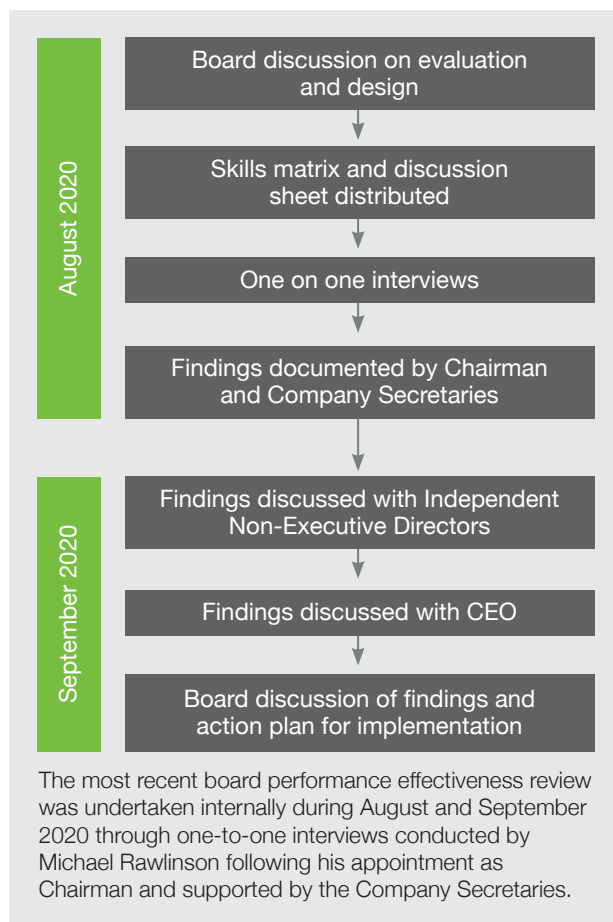 August 2020
Board discussion on evaluation
and design
Skills matrix and discussion
sheet distributed
One on one interviews
Findings documented by Chairman
and Company Secretaries
September 2020
Findings discussed with Independent
Non-Executive Directors
Findings discussed with CEO
Board discussion of findings and
action plan for implementation
The most recent board performance effectiveness review
was undertaken internally during August and September
2020 through one-to-one interviews conducted by
Michael Rawlinson following his appointment as
Chairman and supported by the Company Secretaries.